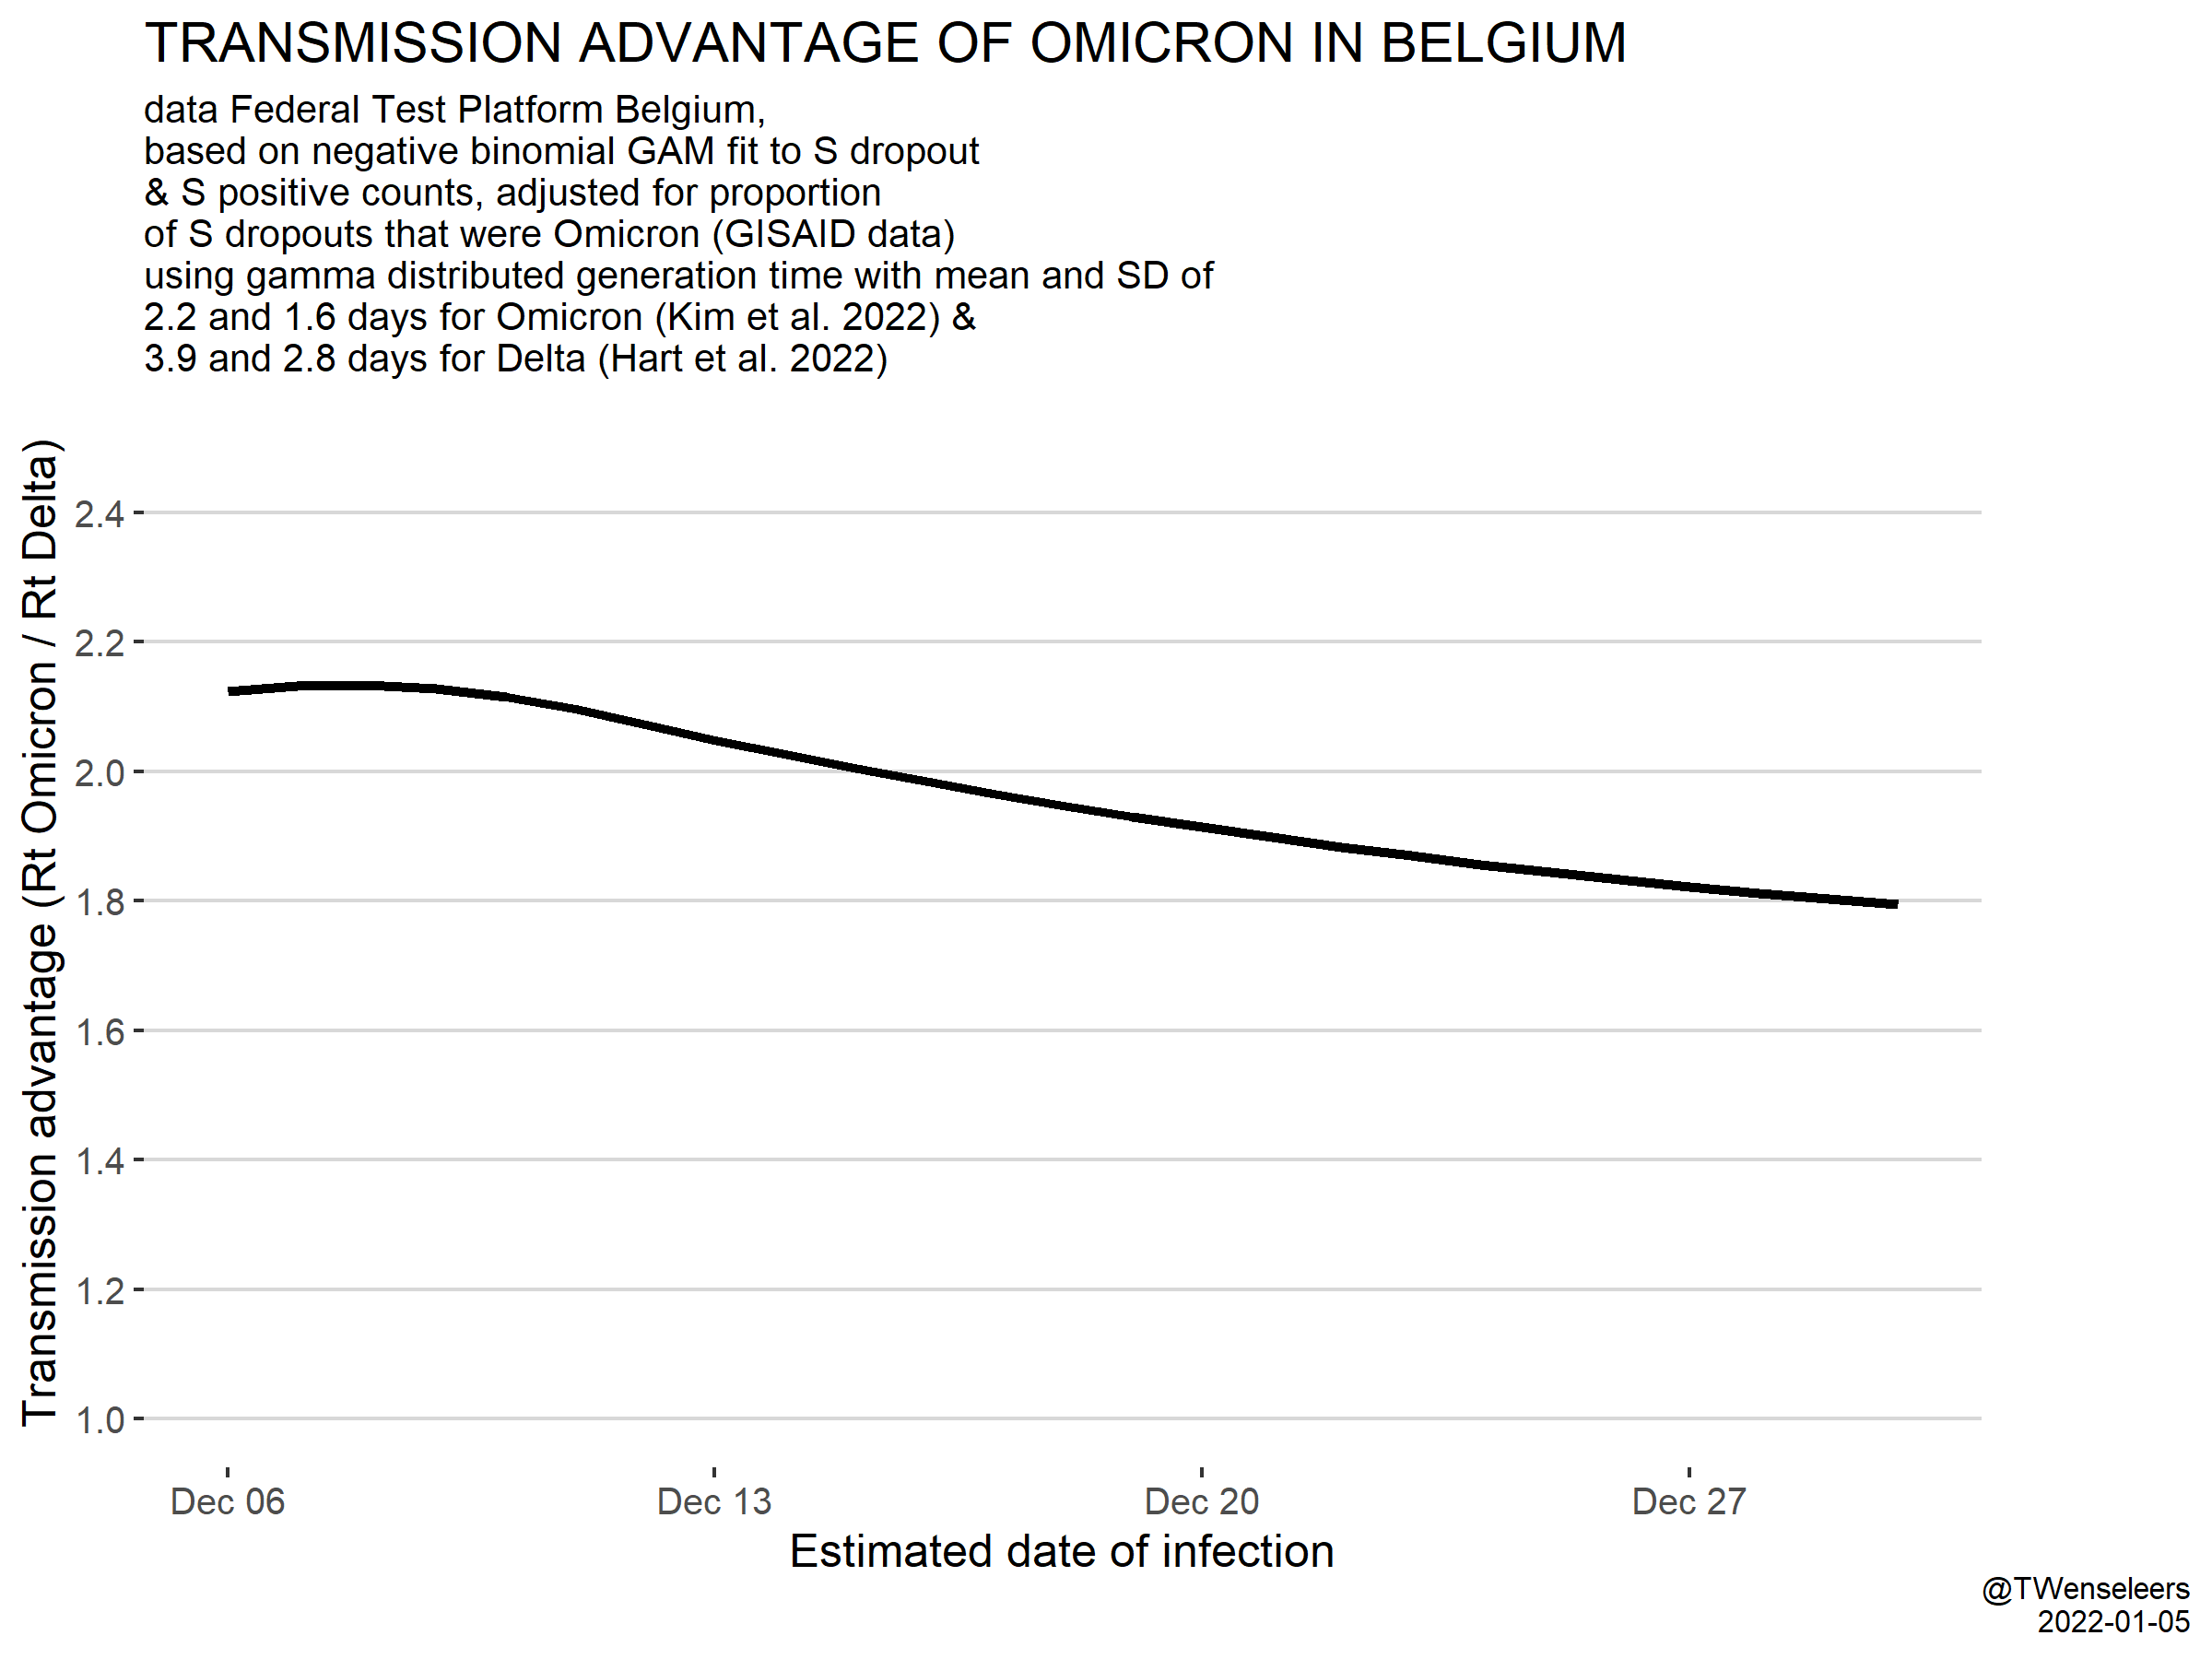 TRANSMISSION ADVANTAGE OF OMICRON IN BELGIUM
data Federal Test Platform Belgium,
based on negative binomial GAM fit to S dropout
& S positive counts, adjusted for proportion
of S dropouts that were Omicron (GISAID data)
using gamma distributed generation time with mean and SD of
2.2 and 1.6 days for Omicron (Kim et al. 2022) &
3.9 and 2.8 days for Delta (Hart et al. 2022)
Transmission advantage (Rt Omicron / Rt Delta)
2.4
2.2
2.0
1.8
1.6
1.4
1.2
1.0
Dec 06
Dec 13
Dec 20
Dec 27
Estimated date of infection
@TWenseleers
2022-01-05